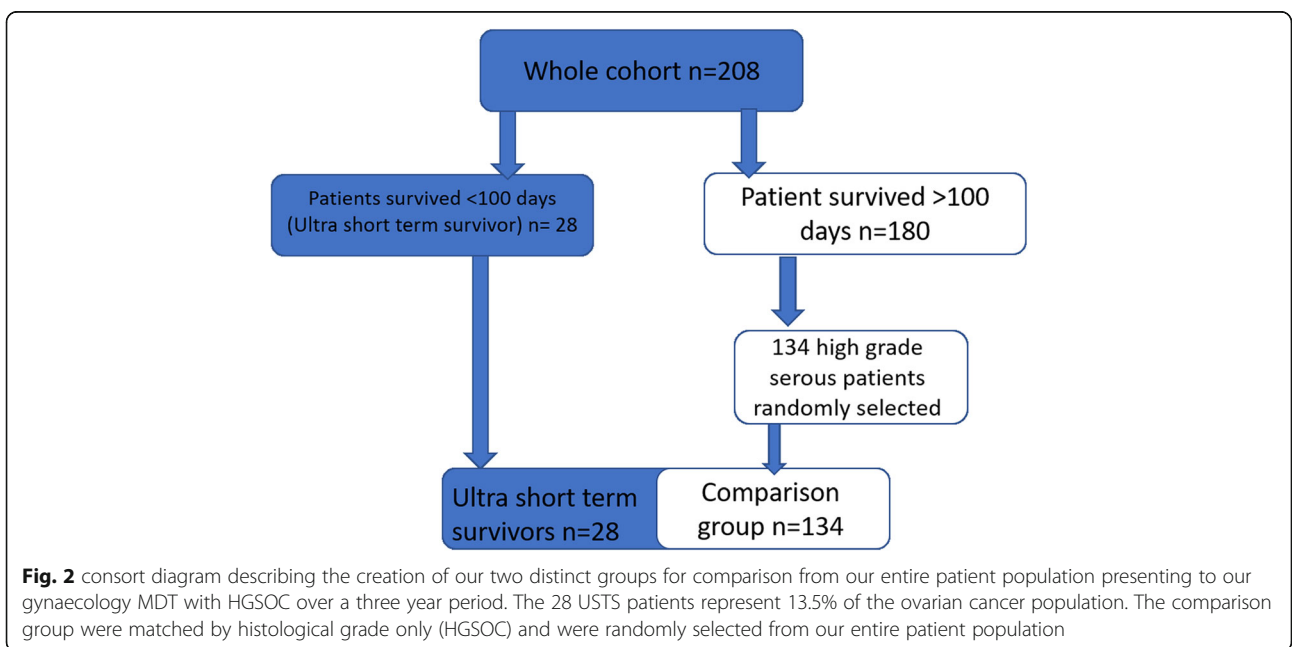 Whole cohort n=208
Patients survived <100 days
(Ultra short term survivor) n= 28
Patient survived >100
days n=180
134 high grade
serous patients
randomly selected
Ultra short term
survivors n=28
Comparison
group n=134
Fig. 2 consort diagram describing the creation of our two distinct groups for comparison from our entire patient population presenting to our
gynaecology MDT with HGSOC over a three year period. The 28 USTS patients represent 13.5% of the ovarian cancer population. The comparison
group were matched by histological grade only (HGSOC) and were randomly selected from our entire patient population